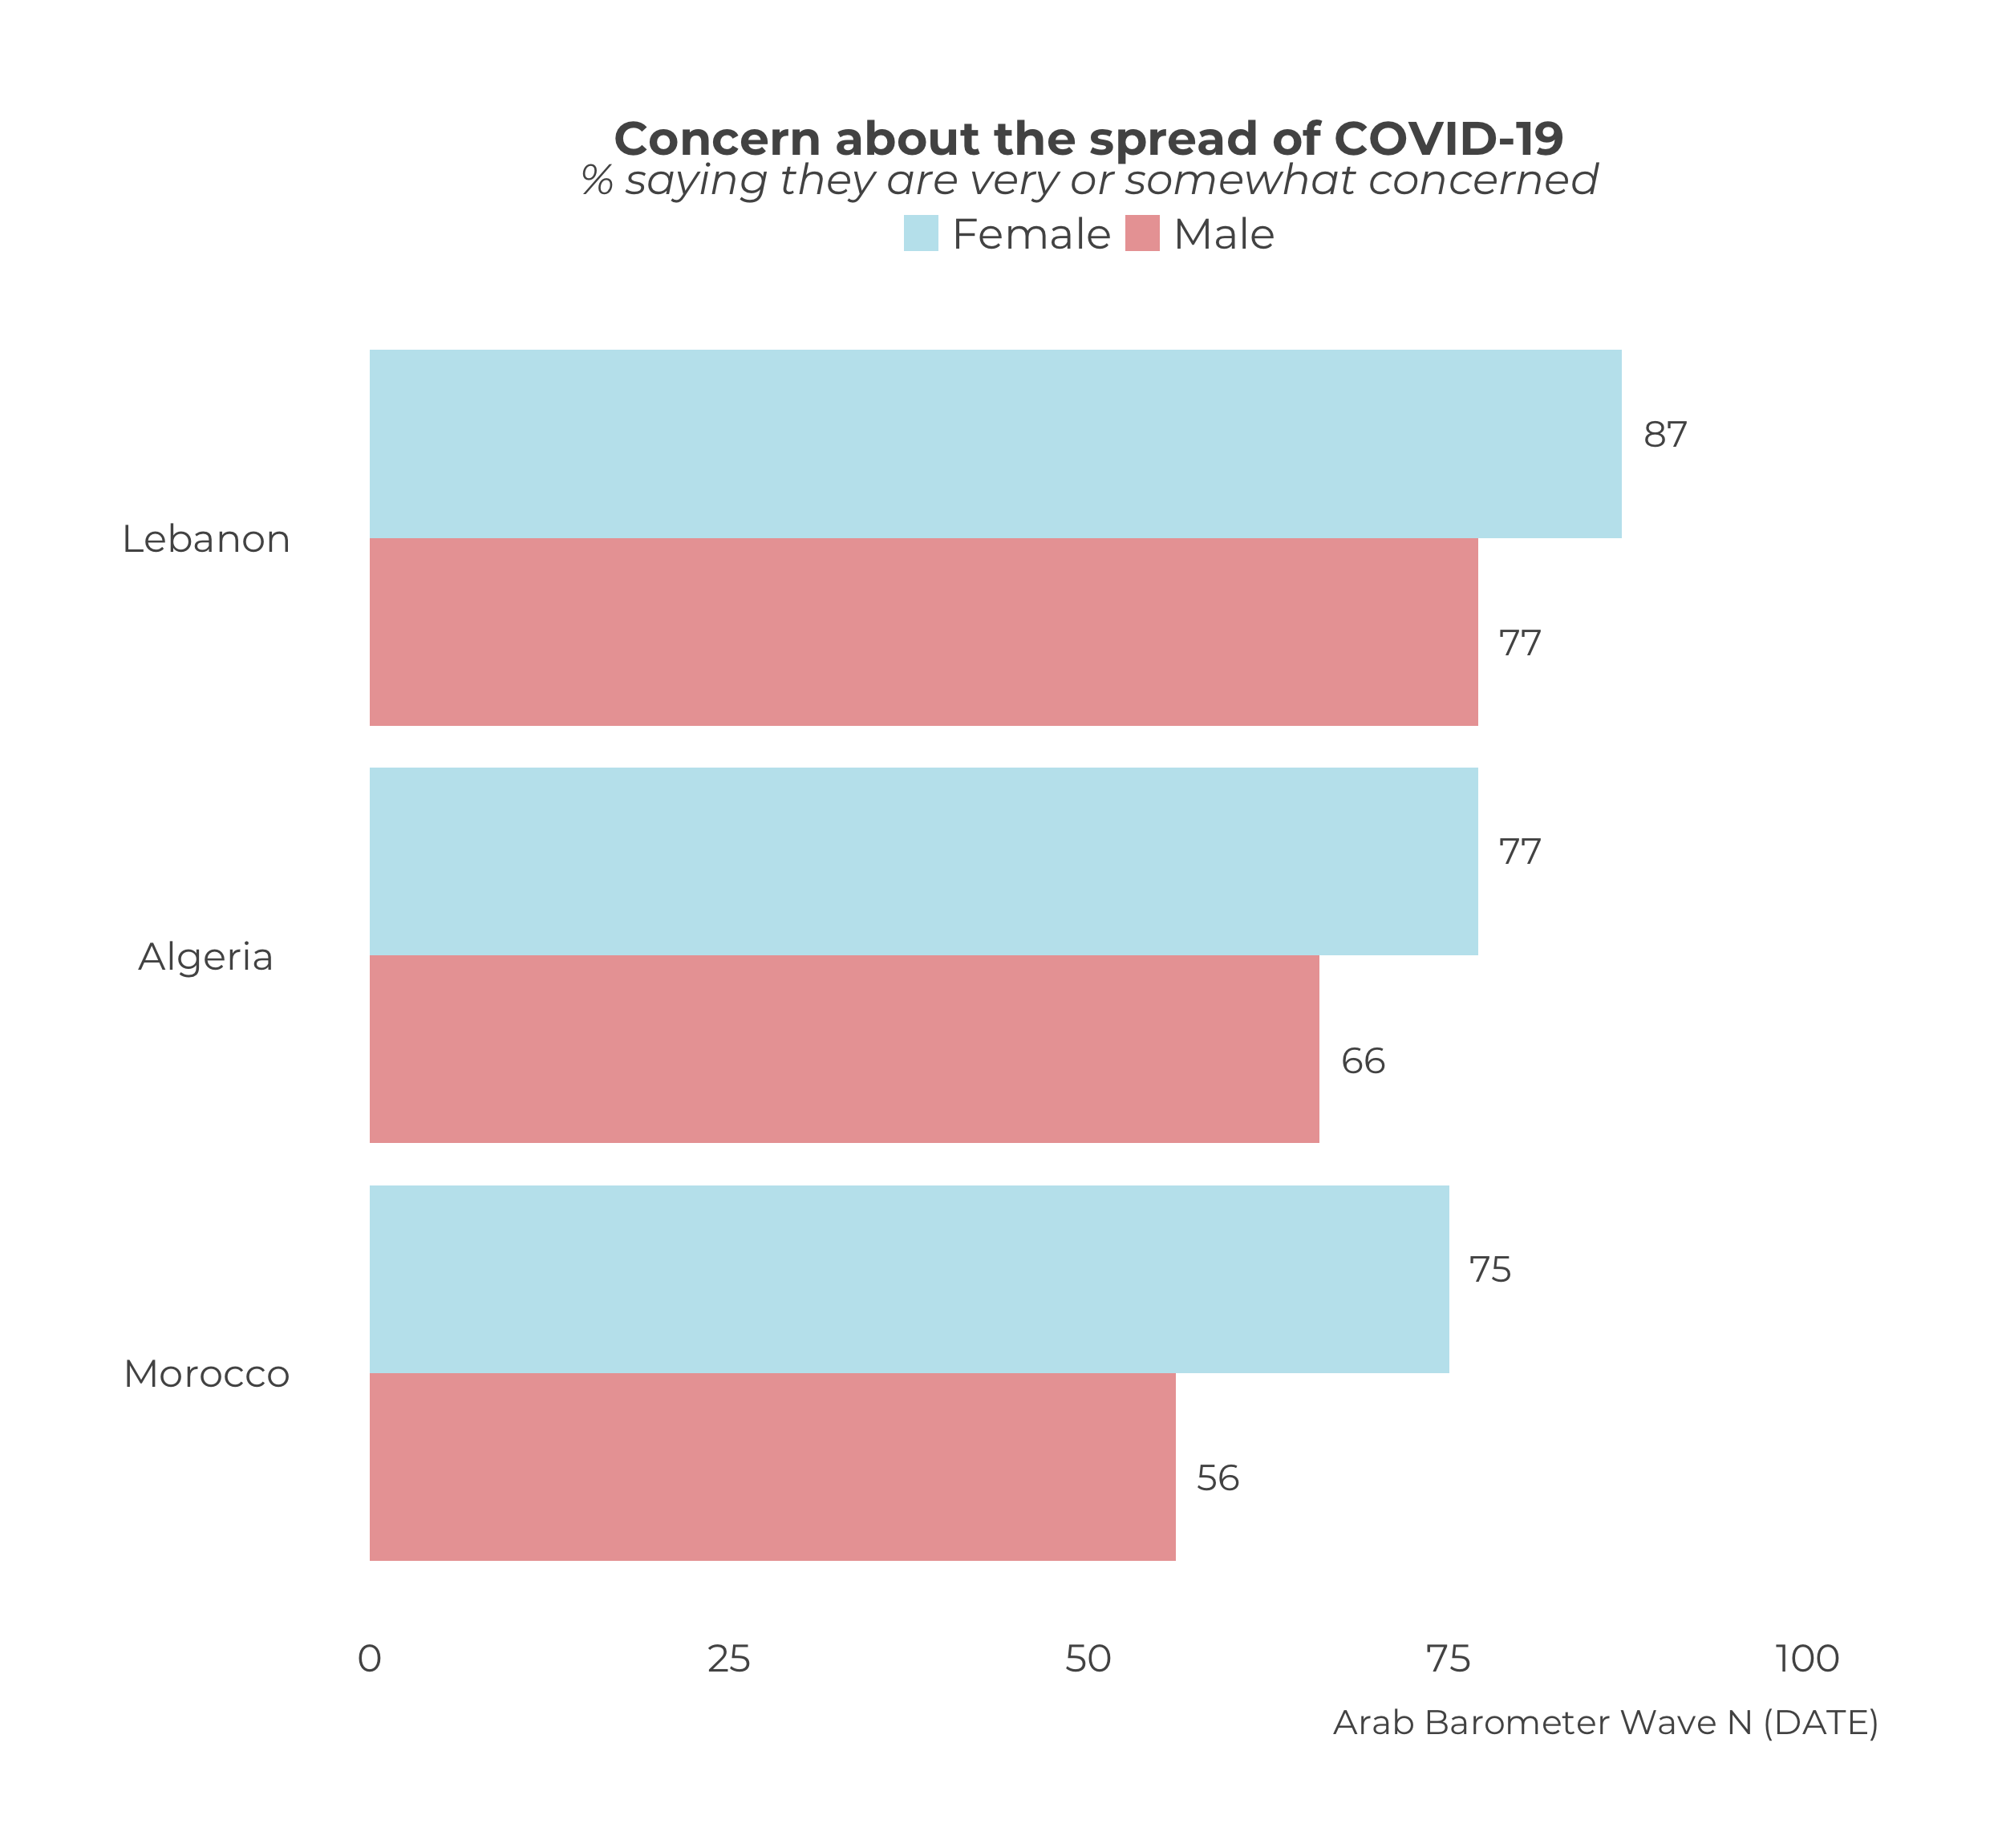 Concern about the spread of COVID-19
% saying they are very or somewhat concerned
Female Male
87
Lebanon
77
77
Algeria
66
75
Morocco
56
0 25 50 75 100
Arab Barometer Wave N (DATE)